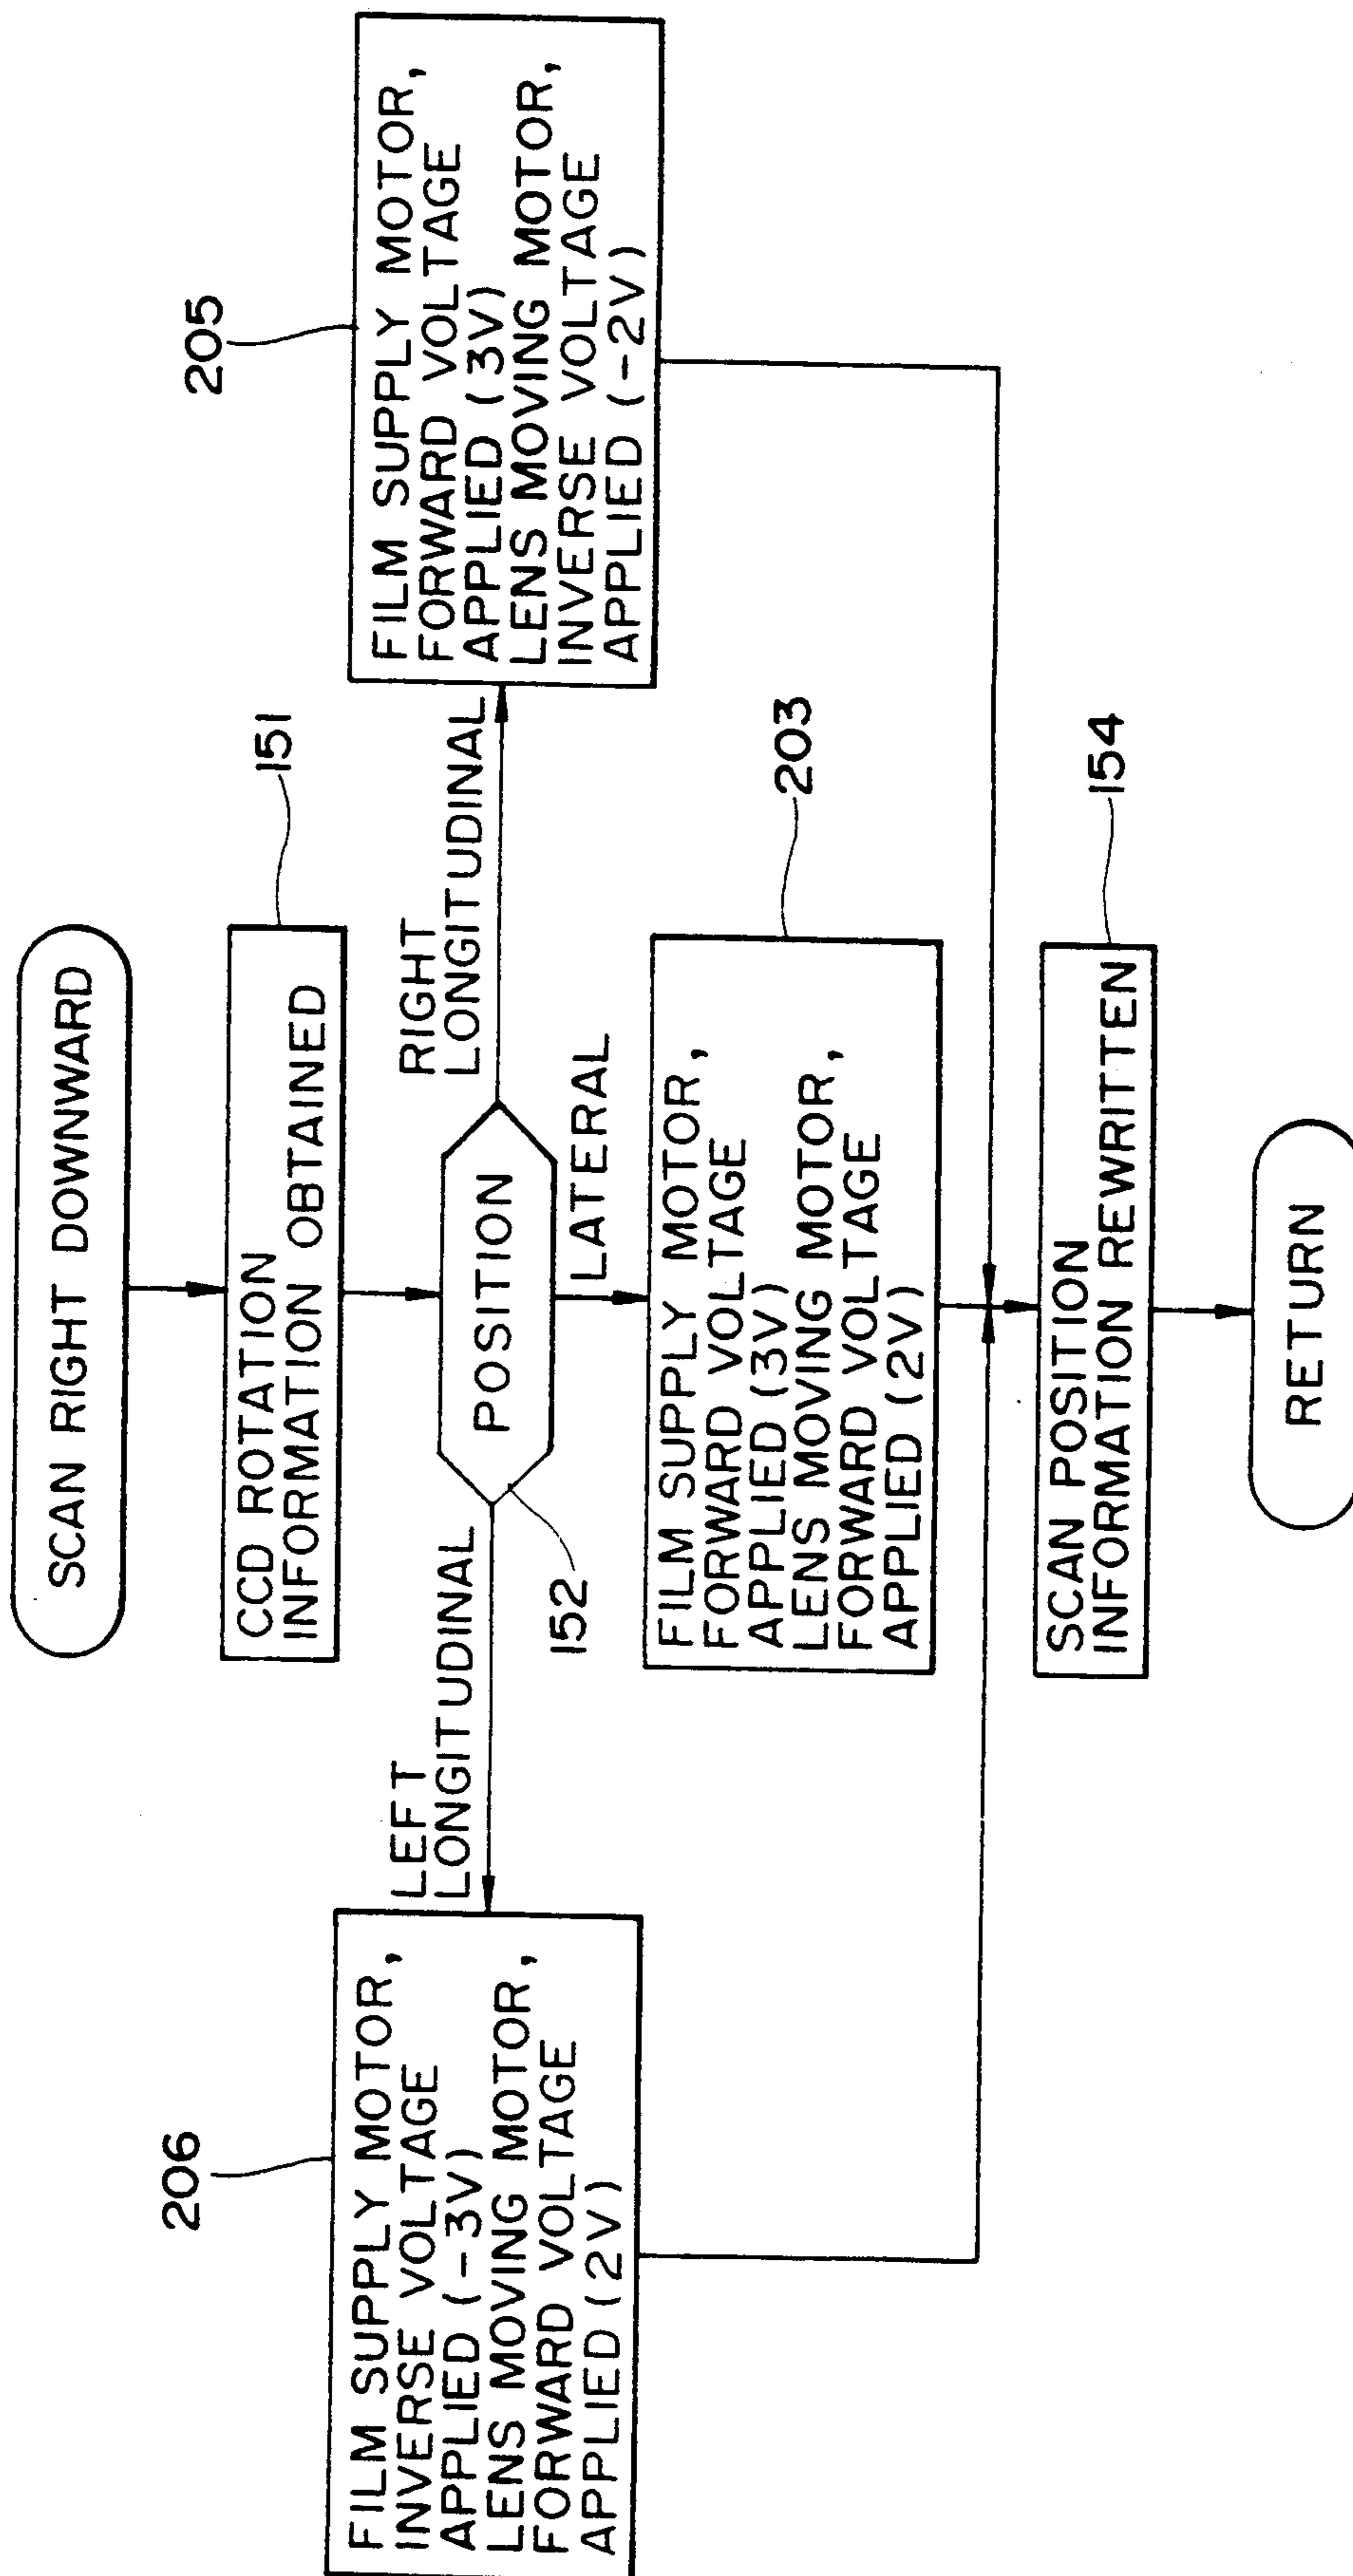 SCAN RIGHT DOWNWARD
151
CCD ROTATION
INFORMATION OBTAINED
152
POSITION
LEFT
LONGITUDINAL
RIGHT
LONGITUDINAL
LATERAL
206
FILM SUPPLY MOTOR,
INVERSE VOLTAGE
APPLIED (-3V)
LENS MOVING MOTOR,
FORWARD VOLTAGE
APPLIED (2V)
203
FILM SUPPLY MOTOR,
FORWARD VOLTAGE
APPLIED (3V)
LENS MOVING MOTOR,
FORWARD VOLTAGE
APPLIED (2V)
205
FILM SUPPLY MOTOR,
FORWARD VOLTAGE
APPLIED (3V)
LENS MOVING MOTOR,
INVERSE VOLTAGE
APPLIED (-2V)
154
SCAN POSITION
INFORMATION REWRITTEN
RETURN